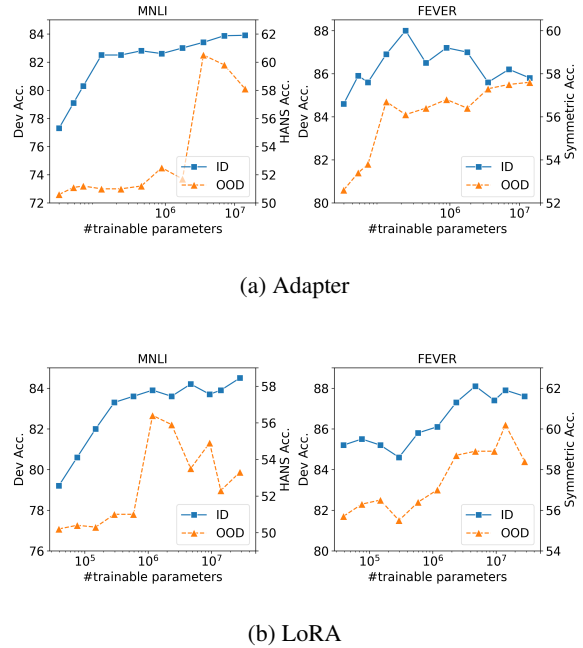 MNLI
FEVER
84
82
80
78
76
74
72
62
60
58
56
54
52
50
88
86
84
82
80
60
58
56
54
52
Dev Acc.
HANS Acc.
Dev Acc.
Symmetric Acc.
ID
OOD
ID
OOD
10⁶
10⁷
10⁶
10⁷
#trainable parameters
#trainable parameters
(a) Adapter
MNLI
FEVER
84
82
80
78
76
58
56
54
52
50
88
86
84
82
80
62
60
58
56
54
Dev Acc.
HANS Acc.
Dev Acc.
Symmetric Acc.
ID
OOD
ID
OOD
10⁵
10⁶
10⁷
10⁵
10⁶
10⁷
#trainable parameters
#trainable parameters
(b) LoRA